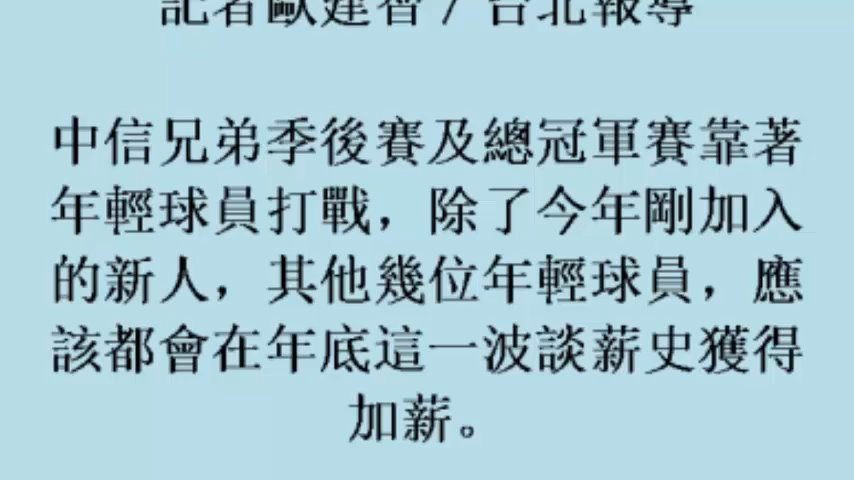 記者歐建智/台北報導
中信兄弟季後賽及總冠軍賽靠著
年輕球員打戰，除了今年剛加入
的新人，其他幾位年輕球員，應
該都會在年底這一波談薪史獲得
加薪。